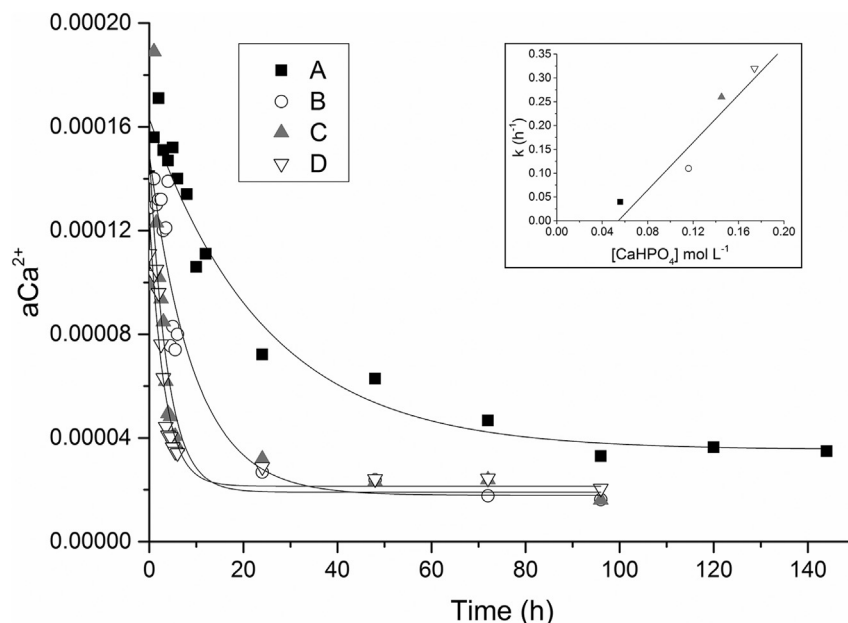 0.00020
0.00016
0.00012
0.00008
0.00004
0.00000
aCa²⁺
0 20 40 60 80 100 120 140
Time (h)
A
B
C
D
0.35
0.30
0.25
0.20
0.15
0.10
0.05
0.00
k (h⁻¹)
0.00 0.04 0.08 0.12 0.16 0.20
[CaHPO₄] mol L⁻¹